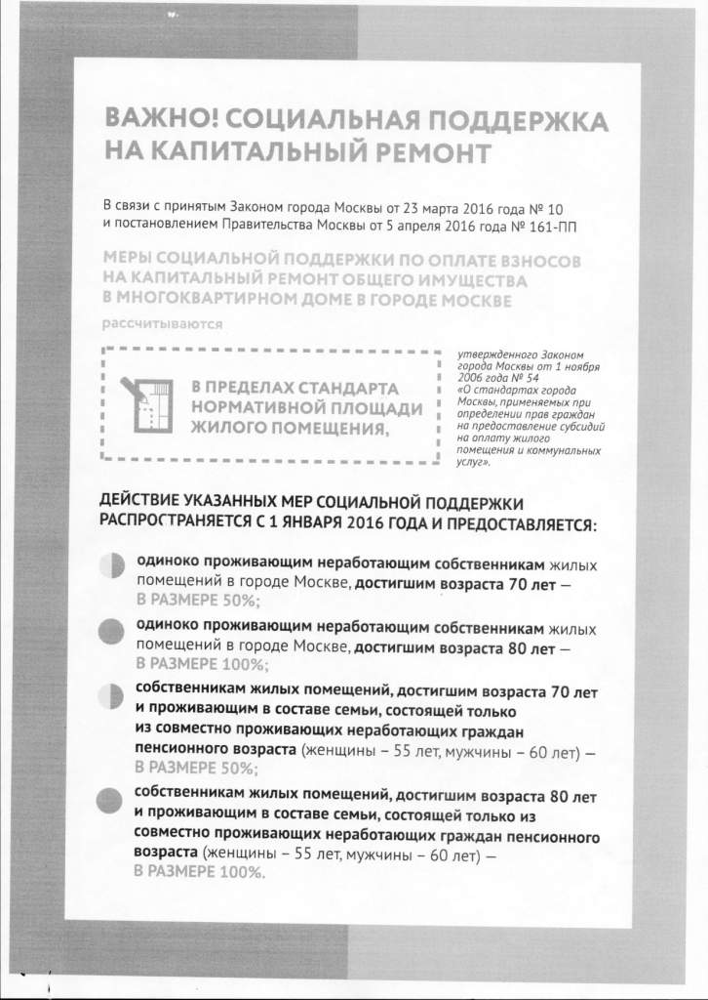 ВАЖНО! СОЦИАЛЬНАЯ ПОДДЕРЖКА
НА КАПИТАЛЬНЫЙ РЕМОНТ
В связи с принятым Законом города Москвы от 23 марта 2016 года № 10
и постановлением Правительства Москвы от 5 апреля 2016 года № 161-ПП
МЕРЫ СОЦИАЛЬНОЙ ПОДДЕРЖКИ ПО ОПЛАТЕ ВЗНОСОВ
НА КАПИТАЛЬНЫЙ РЕМОНТ ОБЩЕГО ИМУЩЕСТВА
В МНОГОКВАРТИРНОМ ДОМЕ В ГОРОДЕ МОСКВЕ
рассчитываются
В ПРЕДЕЛАХ СТАНДАРТА
НОРМАТИВНОЙ ПЛОЩАДИ
ЖИЛОГО ПОМЕЩЕНИЯ,
утвержденного Законом
города Москвы от 1 ноября
2006 года № 54
«О стандартах города
Москвы, применяемых при
определении прав граждан
на предоставление субсидий
на оплату жилого
помещения и коммунальных
услуг».
ДЕЙСТВИЕ УКАЗАННЫХ МЕР СОЦИАЛЬНОЙ ПОДДЕРЖКИ
РАСПРОСТРАНЯЕТСЯ С 1 ЯНВАРЯ 2016 ГОДА И ПРЕДОСТАВЛЯЕТСЯ:
одиноко проживающим неработающим собственникам жилых
помещений в городе Москве, достигшим возраста 70 лет —
В РАЗМЕРЕ 50%;
одиноко проживающим неработающим собственникам жилых
помещений в городе Москве, достигшим возраста 80 лет —
В РАЗМЕРЕ 100%;
собственникам жилых помещений, достигшим возраста 70 лет
и проживающим в составе семьи, состоящей только
из совместно проживающих неработающих граждан
пенсионного возраста (женщины – 55 лет, мужчины – 60 лет) —
В РАЗМЕРЕ 50%;
собственникам жилых помещений, достигшим возраста 80 лет
и проживающим в составе семьи, состоящей только из
совместно проживающих неработающих граждан пенсионного
возраста (женщины – 55 лет, мужчины – 60 лет) —
В РАЗМЕРЕ 100%.